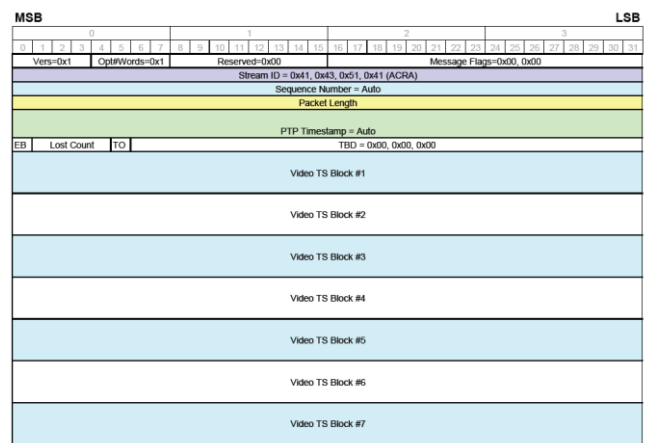 MSB LSB
0 1 2 3
0 1 2 3 4 5 6 7 8 9 10 11 12 13 14 15 16 17 18 19 20 21 22 23 24 25 26 27 28 29 30 31
Vers=0x1 Opt#Words=0x1 Reserved=0x00 Message Flags=0x00, 0x00
Stream ID = 0x41, 0x43, 0x51, 0x41 (ACRA)
Sequence Number = Auto
Packet Length
PTP Timestamp = Auto
EB Lost Count TO TBD = 0x00, 0x00, 0x00
Video TS Block #1
Video TS Block #2
Video TS Block #3
Video TS Block #4
Video TS Block #5
Video TS Block #6
Video TS Block #7